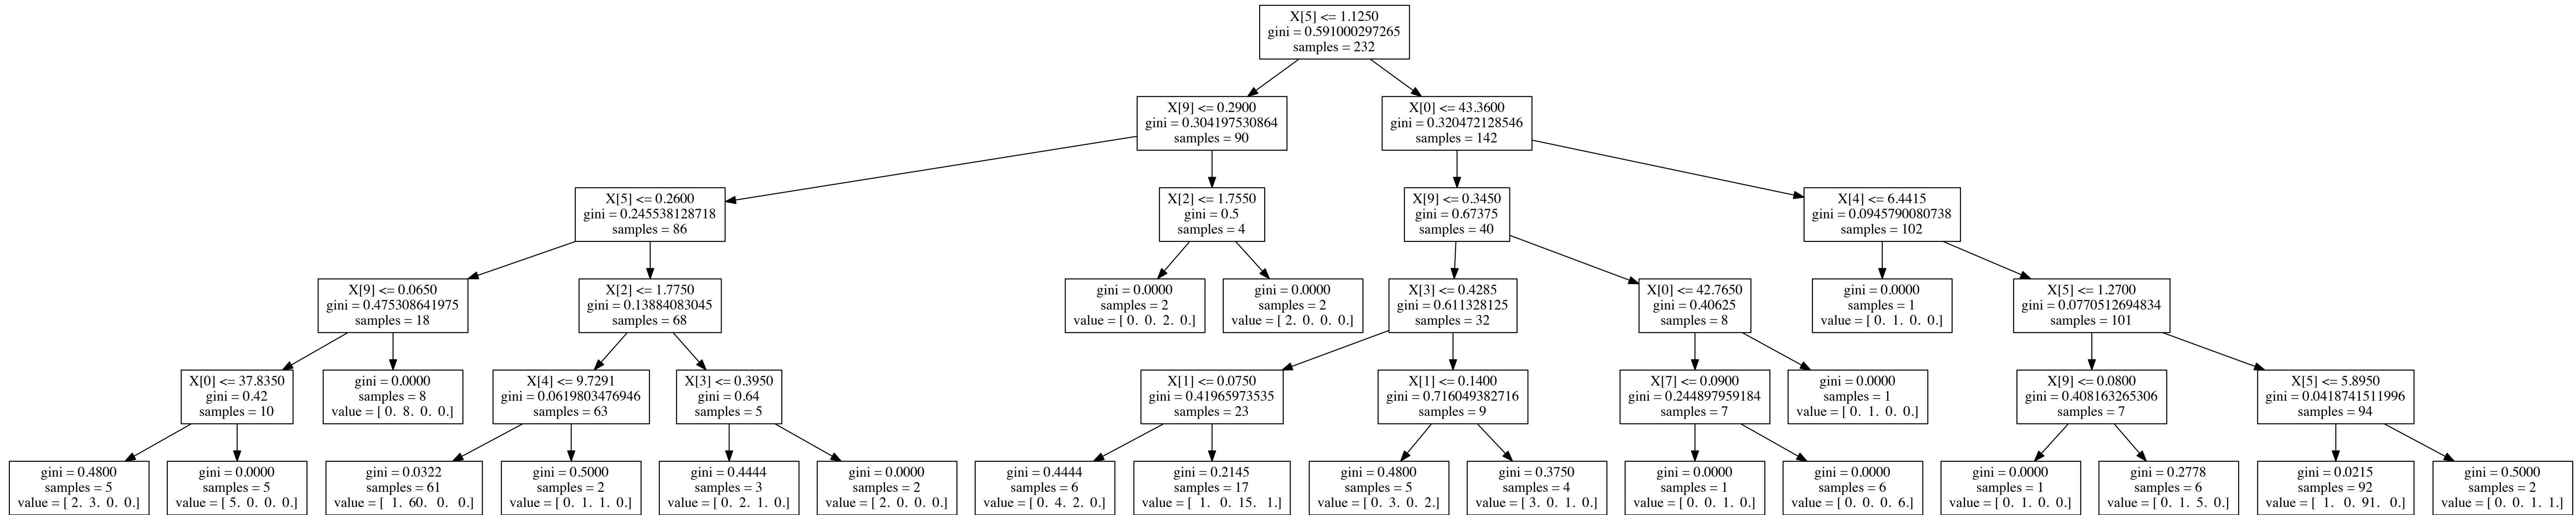 X[5] <= 1.1250
gini = 0.591000297265
samples = 232
X[9] <= 0.2900
gini = 0.304197530864
samples = 90
X[0] <= 43.3600
gini = 0.320472128546
samples = 142
X[5] <= 0.2600
gini = 0.245538128718
samples = 86
X[2] <= 1.7550
gini = 0.5
samples = 4
X[9] <= 0.3450
gini = 0.67375
samples = 40
X[4] <= 6.4415
gini = 0.0945790080738
samples = 102
X[9] <= 0.0650
gini = 0.475308641975
samples = 18
X[2] <= 1.7750
gini = 0.13884083045
samples = 68
gini = 0.0000
samples = 2
value = [ 0. 0. 2. 0.]
gini = 0.0000
samples = 2
value = [ 2. 0. 0. 0.]
X[3] <= 0.4285
gini = 0.611328125
samples = 32
X[0] <= 42.7650
gini = 0.40625
samples = 8
gini = 0.0000
samples = 1
value = [ 0. 1. 0. 0.]
X[5] <= 1.2700
gini = 0.0770512694834
samples = 101
X[0] <= 37.8350
gini = 0.42
samples = 10
gini = 0.0000
samples = 8
value = [ 0. 8. 0. 0.]
X[4] <= 9.7291
gini = 0.0619803476946
samples = 63
X[3] <= 0.3950
gini = 0.64
samples = 5
X[1] <= 0.0750
gini = 0.41965973535
samples = 23
X[1] <= 0.1400
gini = 0.716049382716
samples = 9
X[7] <= 0.0900
gini = 0.244897959184
samples = 7
gini = 0.0000
samples = 1
value = [ 0. 1. 0. 0.]
X[9] <= 0.0800
gini = 0.408163265306
samples = 7
X[5] <= 5.8950
gini = 0.0418741511996
samples = 94
gini = 0.4800
samples = 5
value = [ 2. 3. 0. 0.]
gini = 0.0000
samples = 5
value = [ 5. 0. 0. 0.]
gini = 0.0322
samples = 61
value = [ 1. 60. 0. 0.]
gini = 0.5000
samples = 2
value = [ 0. 1. 1. 0.]
gini = 0.4444
samples = 3
value = [ 0. 2. 1. 0.]
gini = 0.0000
samples = 2
value = [ 2. 0. 0. 0.]
gini = 0.4444
samples = 6
value = [ 0. 4. 2. 0.]
gini = 0.2145
samples = 17
value = [ 1. 0. 15. 1.]
gini = 0.4800
samples = 5
value = [ 0. 3. 0. 2.]
gini = 0.3750
samples = 4
value = [ 3. 0. 1. 0.]
gini = 0.0000
samples = 1
value = [ 0. 0. 1. 0.]
gini = 0.0000
samples = 6
value = [ 0. 0. 0. 6.]
gini = 0.0000
samples = 1
value = [ 0. 1. 0. 0.]
gini = 0.2778
samples = 6
value = [ 0. 1. 5. 0.]
gini = 0.0215
samples = 92
value = [ 1. 0. 91. 0.]
gini = 0.5000
samples = 2
value = [ 0. 0. 1. 1.]